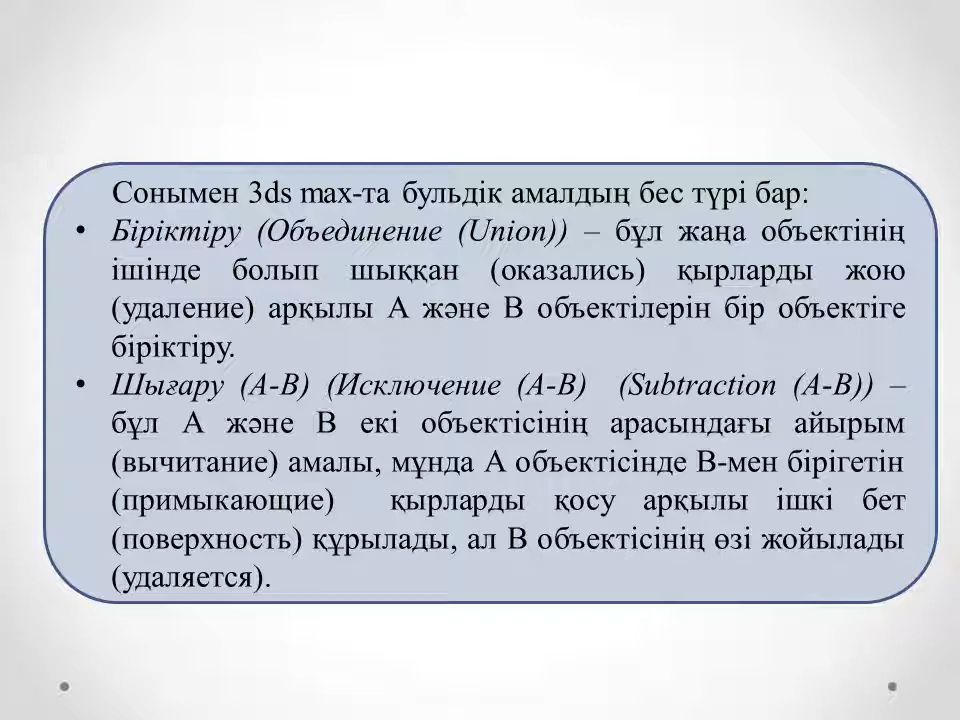 Сонымен 3ds max-та бульдік амалдың бес түрі бар:
• Біріктіру (Объединение (Union)) – бұл жаңа объектінің
ішінде болып шыққан (оказались) қырларды жою
(удаление) арқылы А және В объектілерін бір объектіге
біріктіру.
• Шығару (А-В) (Исключение (А-В) (Subtraction (A-B)) –
бұл А және В екі объектісінің арасындағы айырым
(вычитание) амалы, мұнда А объектісінде В-мен бірігетін
(примыкающие) қырларды қосу арқылы ішкі бет
(поверхность) құрылады, ал В объектісінің өзі жойылады
(удаляется).